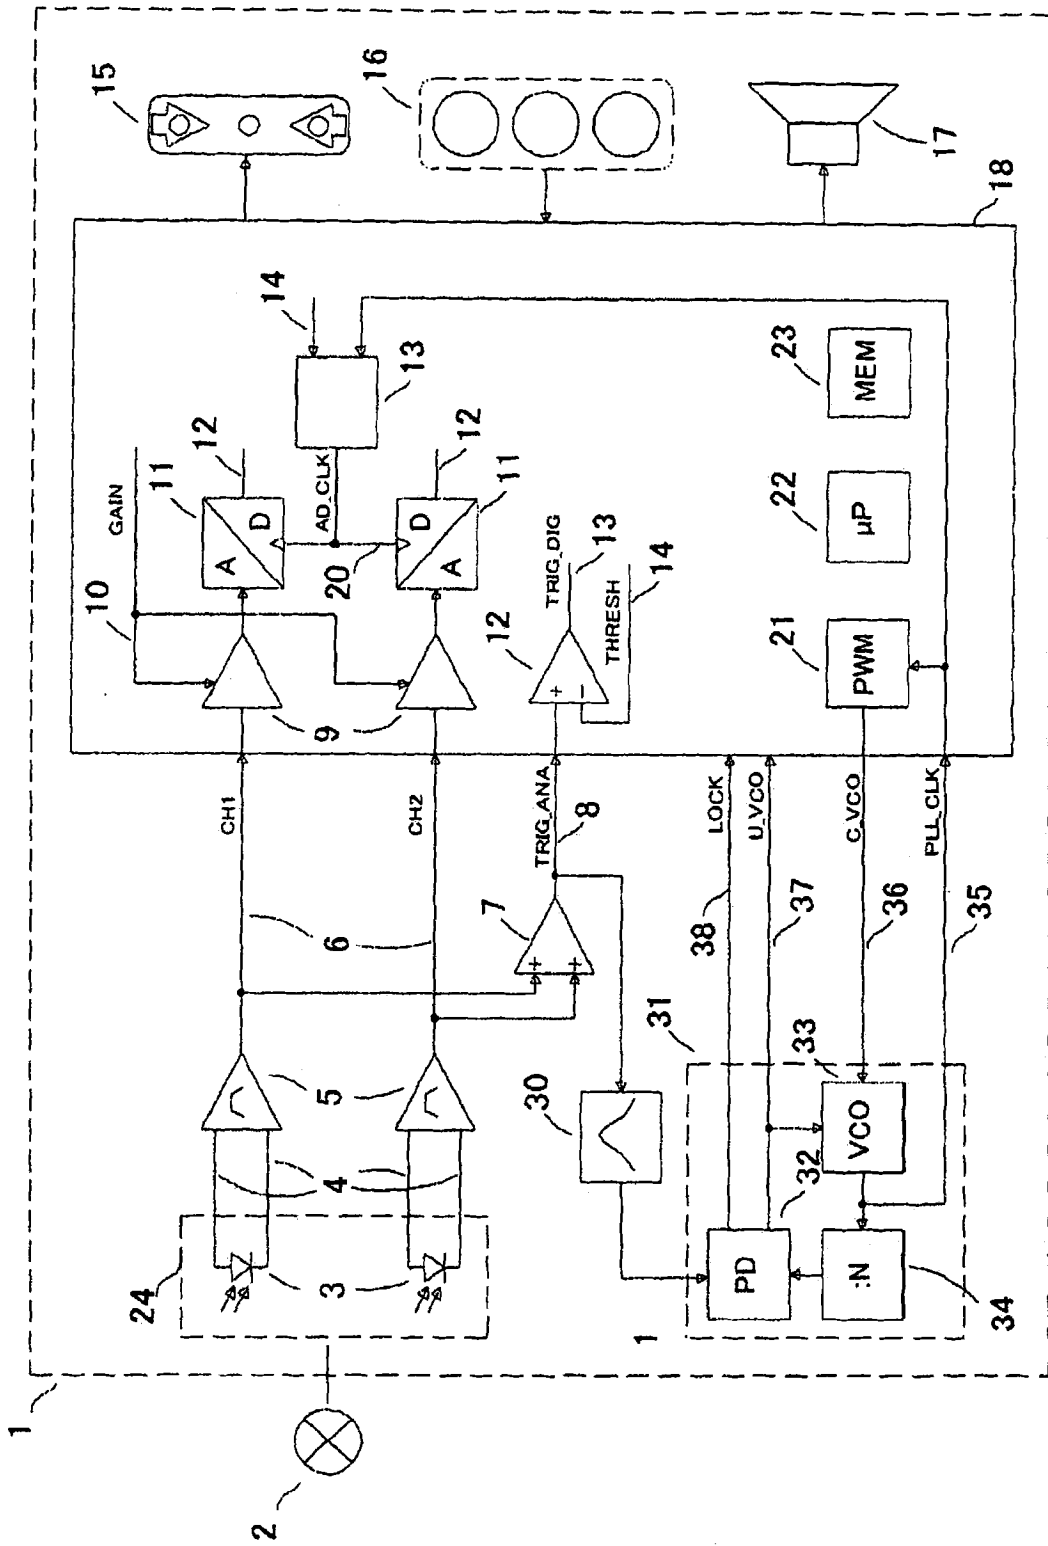 1
2
24
3
4
5
6
CH1
CH2
7
TRIG_ANA
8
30
31
32
33
34
PD
VCO
:N
1
38
37
36
35
LOCK
U_VCO
C_VCO
PLL_CLK
10
GAIN
9
11
A
D
12
20
AD_CLK
13
14
A
D
11
12
12
+
-
+
+
TRIG_DIG
13
THRESH
14
21
PWM
22
µP
23
MEM
15
16
17
18